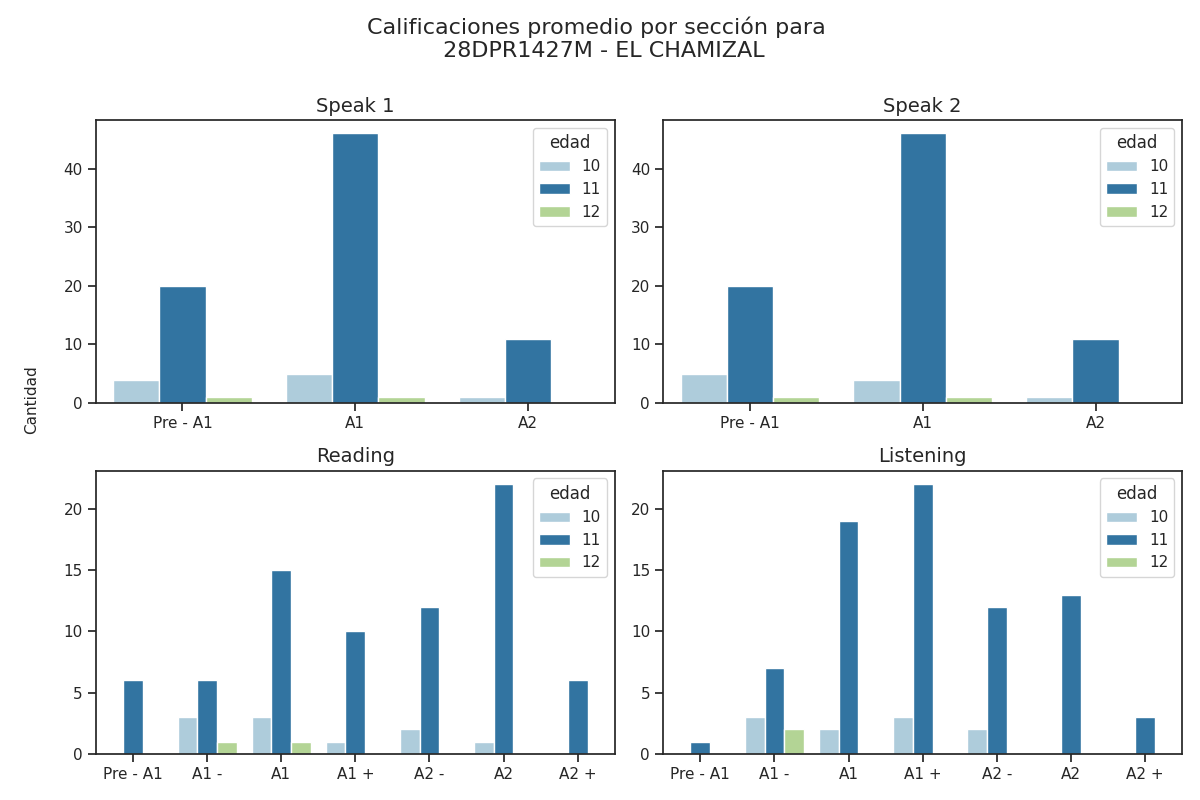 Calificaciones promedio por sección para
28DPR1427M - EL CHAMIZAL
Speak 1
edad
10
11
12
40
30
20
10
0
Pre - A1
A1
A2
Speak 2
edad
10
11
12
40
30
20
10
0
Pre - A1
A1
A2
Cantidad
Reading
edad
10
11
12
20
15
10
5
0
Pre - A1
A1 -
A1
A1 +
A2 -
A2
A2 +
Listening
edad
10
11
12
20
15
10
5
0
Pre - A1
A1 -
A1
A1 +
A2 -
A2
A2 +